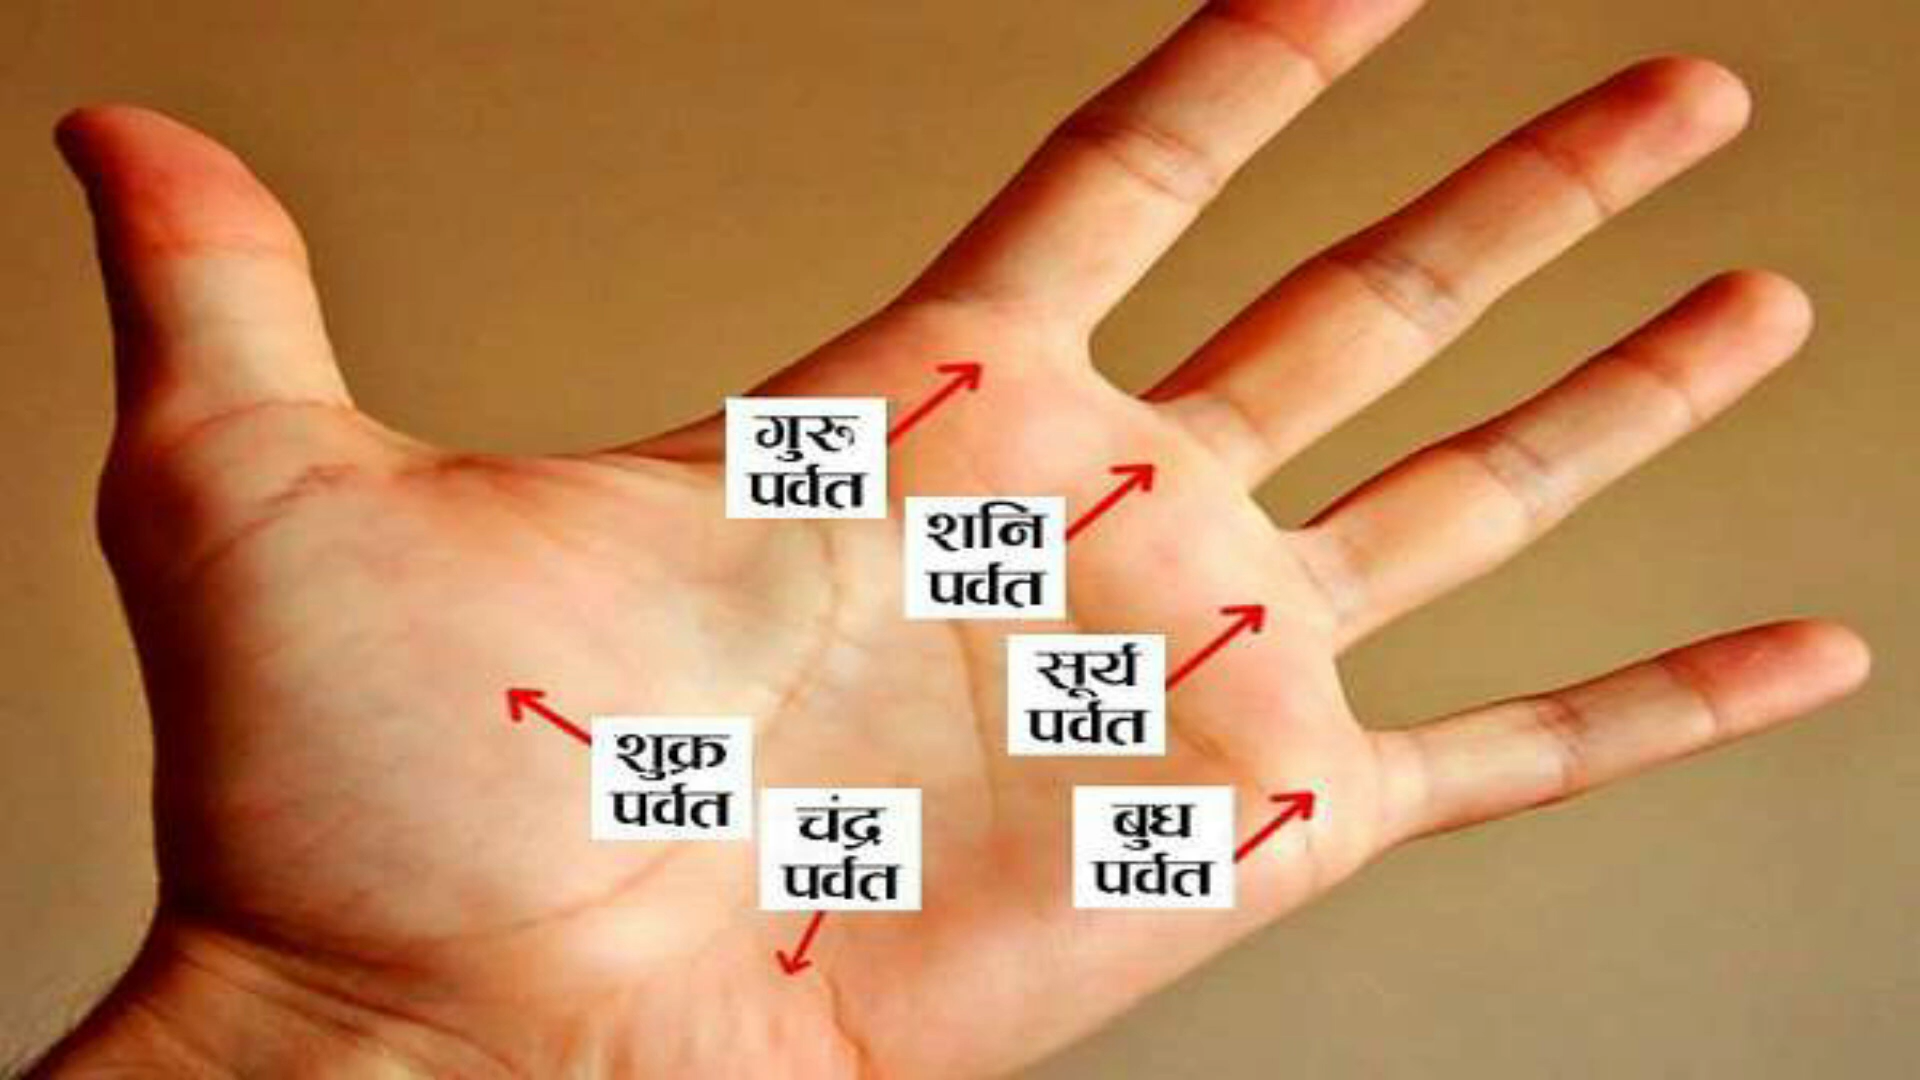 गुरू
पर्वत
शनि
पर्वत
सूर्य
पर्वत
शुक्र
पर्वत
चंद्र
पर्वत
बुध
पर्वत